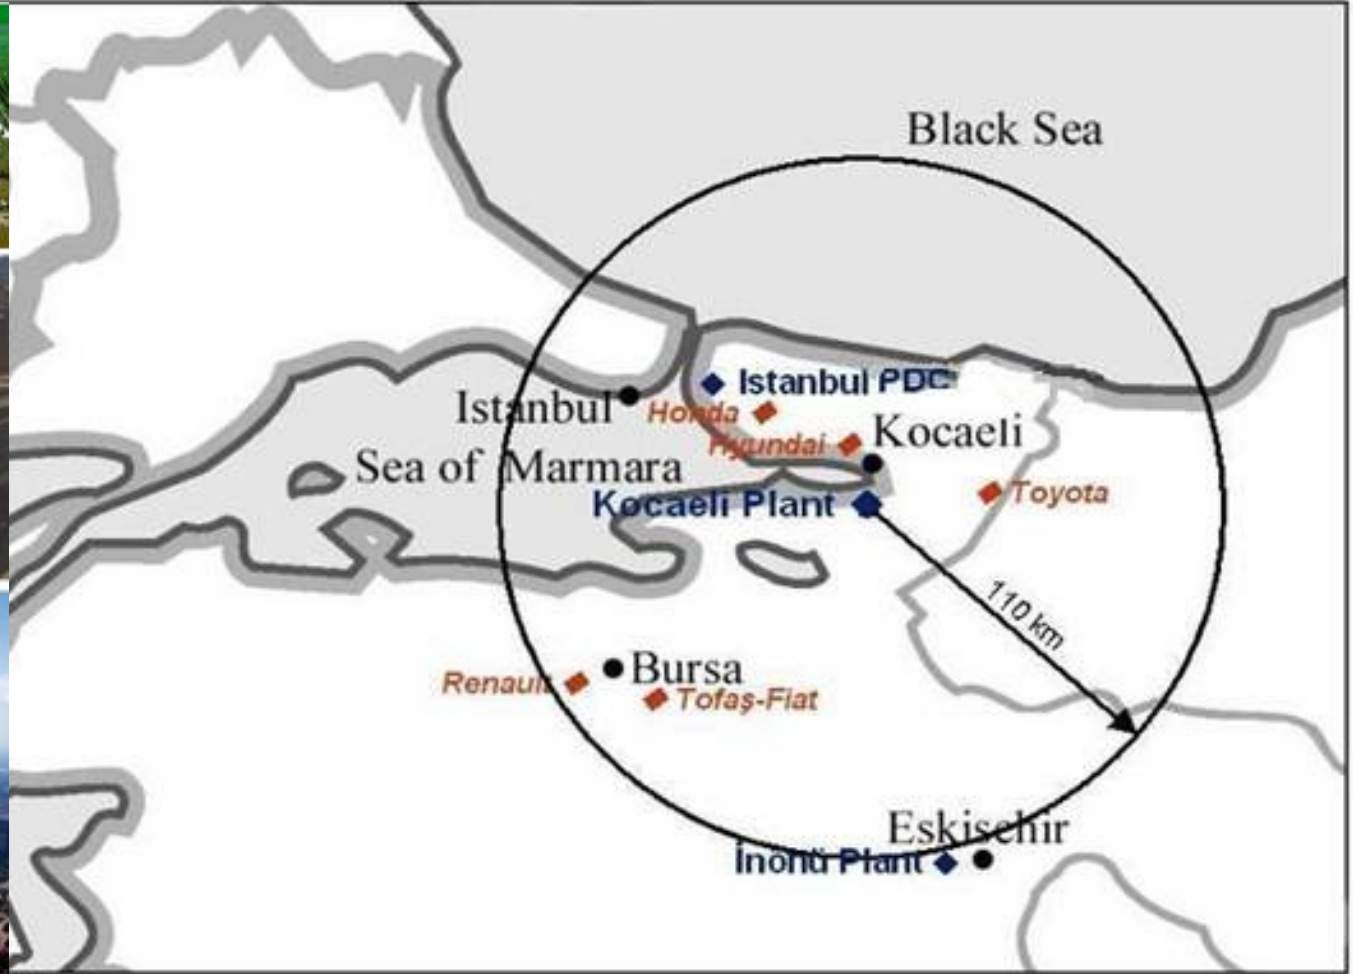 Black Sea
Istanbul PDC
Istanbul
Honda
Hyundai
Kocaeli
Sea of Marmara
Kocaeli Plant
Toyota
110 km
Bursa
Renault
Tofaş-Fiat
Eskisehir
İnönü Plant